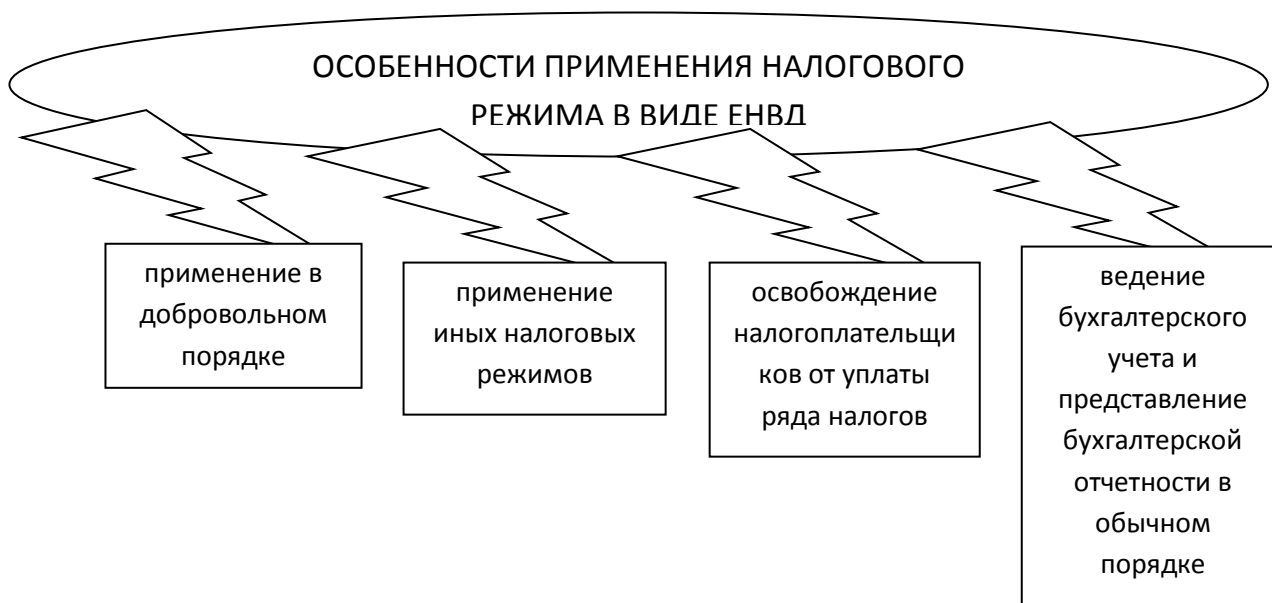 ОСОБЕННОСТИ ПРИМЕНЕНИЯ НАЛОГОВОГО
РЕЖИМА В ВИДЕ ЕНВД
применение в
добровольном
порядке
применение
иных налоговых
режимов
освобождение
налогоплательщи
ков от уплаты
ряда налогов
ведение
бухгалтерского
учета и
представление
бухгалтерской
отчетности в
обычном
порядке